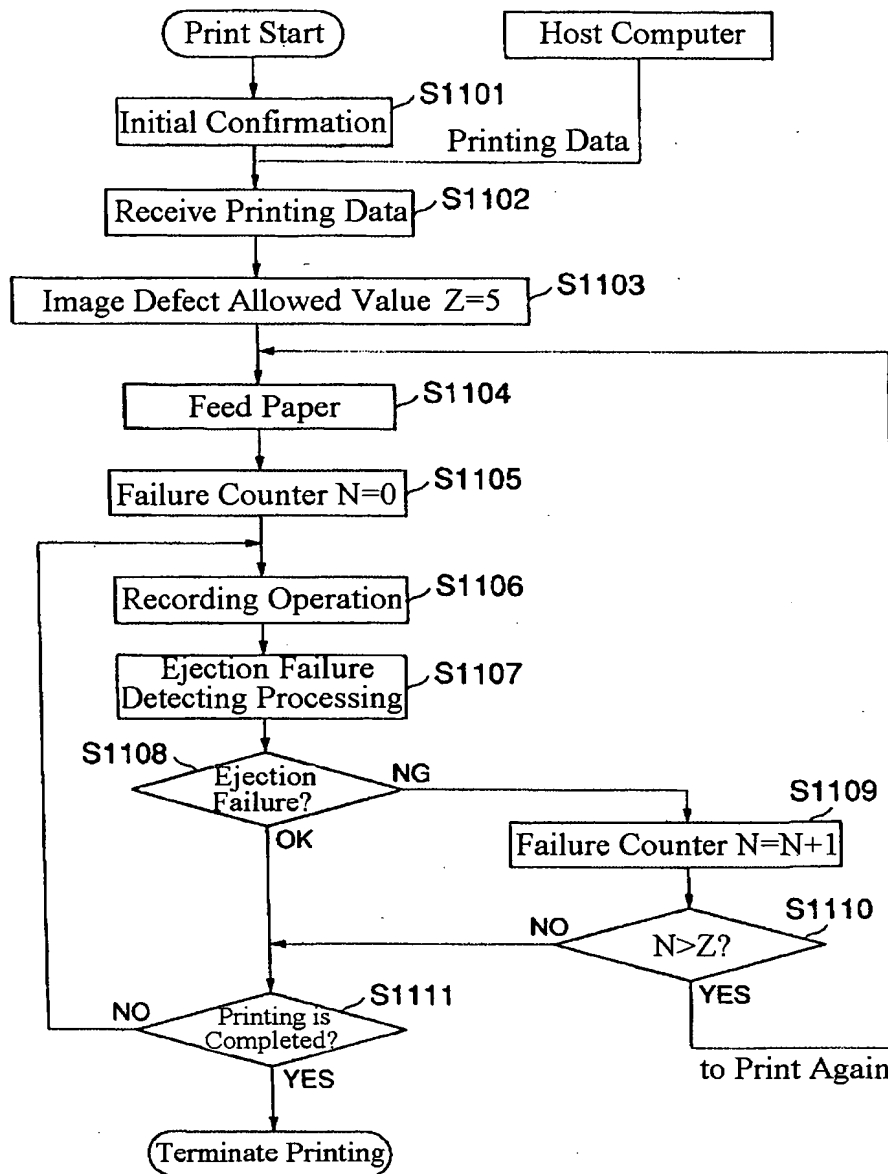 Print Start
Host Computer
S1101
Initial Confirmation
Printing Data
S1102
Receive Printing Data
S1103
Image Defect Allowed Value Z=5
S1104
Feed Paper
S1105
Failure Counter N=0
S1106
Recording Operation
S1107
Ejection Failure
Detecting Processing
S1108
Ejection
Failure?
NG
OK
S1109
Failure Counter N=N+1
S1110
N>Z?
NO
YES
to Print Again
S1111
Printing is
Completed?
NO
YES
Terminate Printing